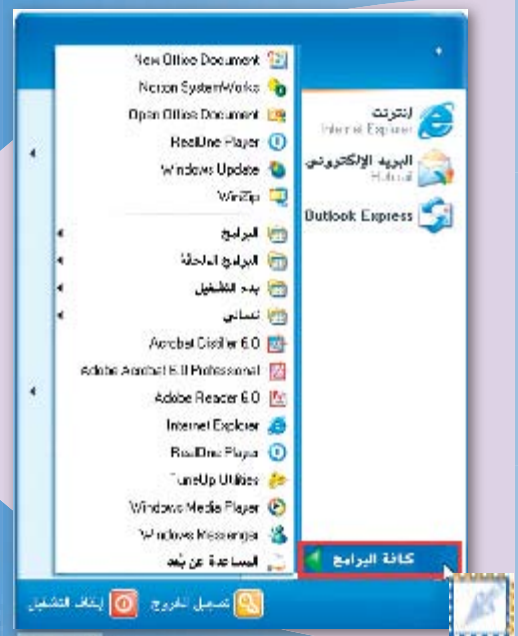 انترنت
Internet Explorer
البريد الإلكتروني
Hotmail
Outlook Express
كافة البرامج
New Office Document
Norton SystemWorks
Open Office Document
RealOne Player
Windows Update
WinZip
البرامج
البرامج الملحقة
بدء التشغيل
Acrobat Distiller 6.0
Adobe Acrobat 6.0 Professional
Adobe Reader 6.0
Internet Explorer
RealOne Player
TuneUp Utilities
Windows Media Player
Windows Messenger
المساعدة عن بُعد
تسجيل الخروج
إيقاف التشغيل